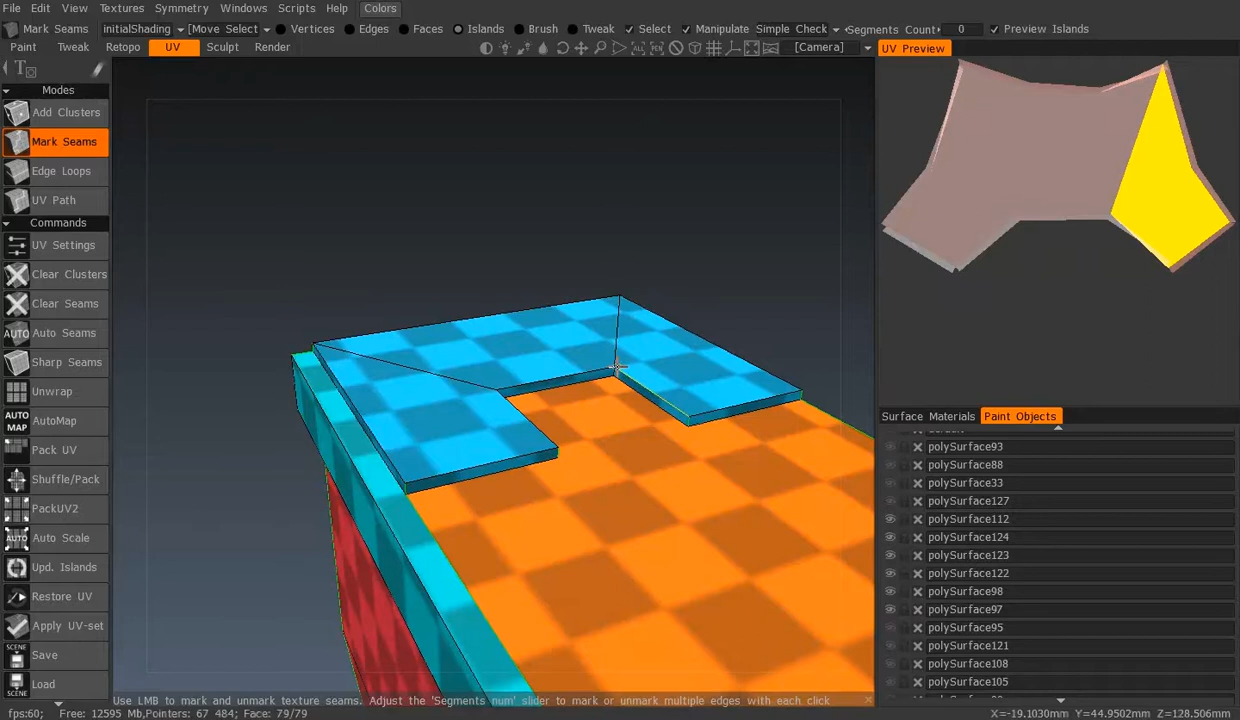 File Edit View Textures Symmetry Windows Scripts Help Colors
Mark Seams initialShading [Move Select] Vertices Edges Faces Islands Brush Tweak Select Manipulate Simple Check Segments Count 0 Preview Islands
Paint Tweak Retopo UV Sculpt Render [Camera] UV Preview
Modes
Add Clusters
Mark Seams
Edge Loops
UV Path
Commands
UV Settings
Clear Clusters
Clear Seams
AUTO Auto Seams
Sharp Seams
Unwrap
AUTO MAP AutoMap
Pack UV
Shuffle/Pack
PackUV2
AUTO Auto Scale
Upd. Islands
Restore UV
Apply UV-set
SCENE Save
SCENE Load
Surface Materials Paint Objects
polySurface93
polySurface88
polySurface33
polySurface127
polySurface112
polySurface124
polySurface123
polySurface122
polySurface98
polySurface97
polySurface95
polySurface121
polySurface108
polySurface105
Use LMB to mark and unmark texture seams. Adjust the 'Segments num' slider to mark or unmark multiple edges with each click
fps:60; Free: 12595 Mb,Pointers: 67 484; Face: 79/79 X=-19.1030mm Y=44.9502mm Z=128.506mm